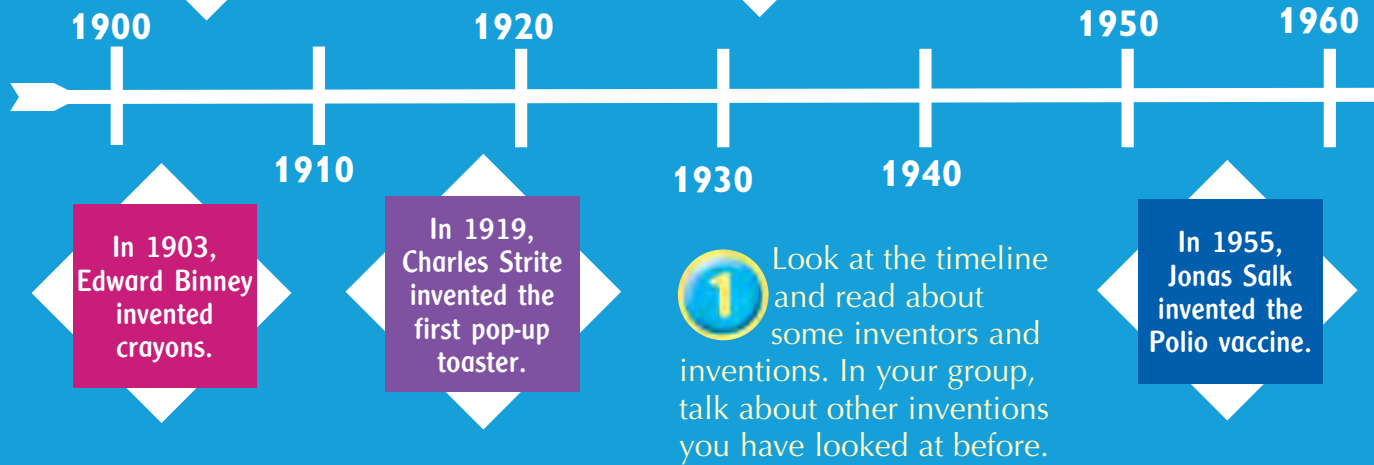 1900
1920
1950
1960
1910
1930
1940
In 1903,
Edward Binney
invented
crayons.
In 1919,
Charles Strite
invented the
first pop-up
toaster.
1
Look at the timeline
and read about
some inventors and
inventions. In your group,
talk about other inventions
you have looked at before.
In 1955,
Jonas Salk
invented the
Polio vaccine.